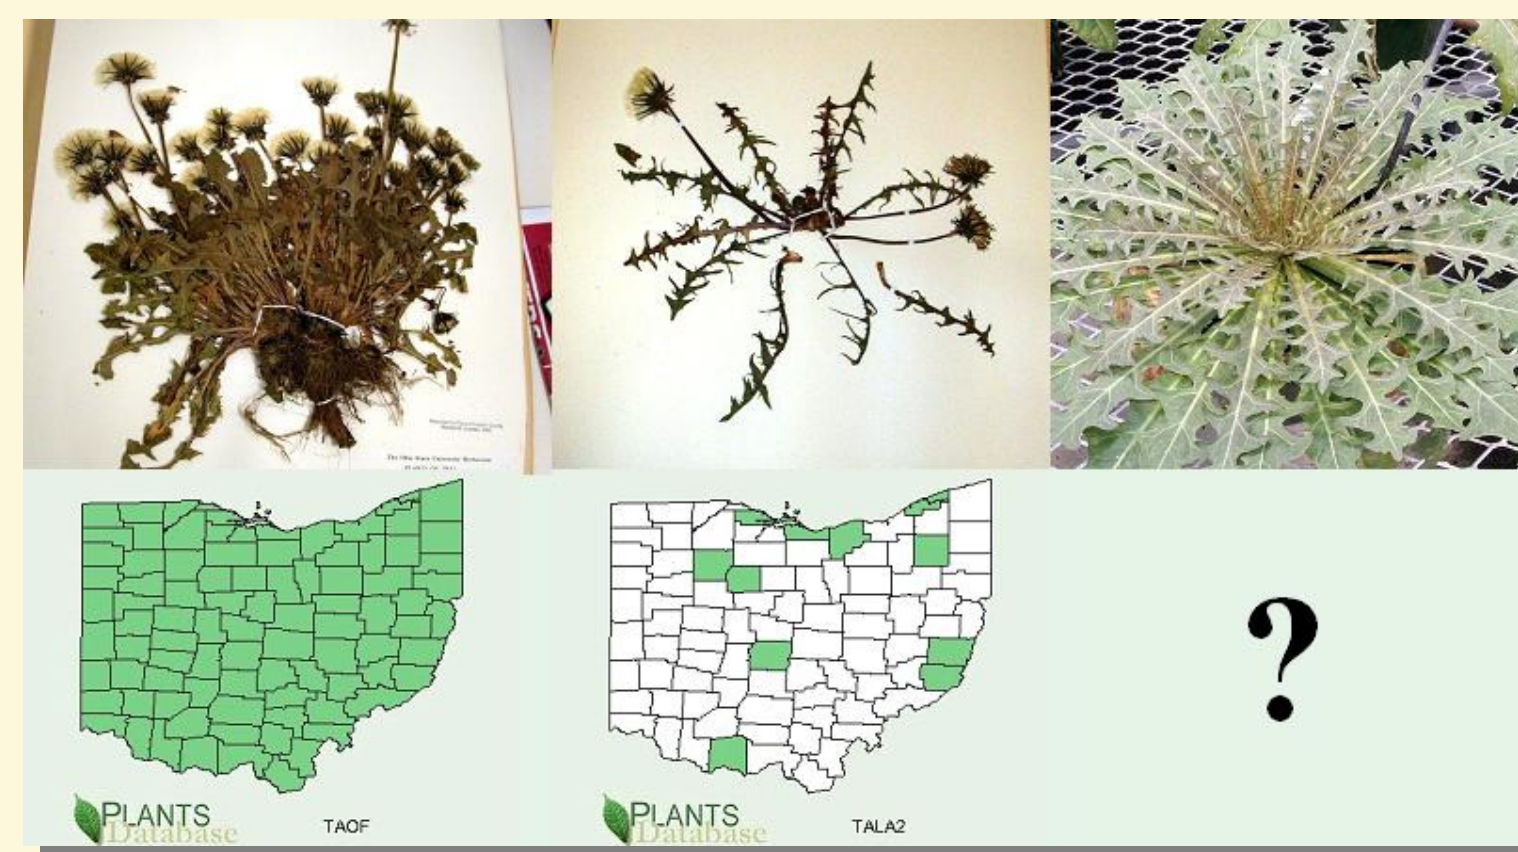 The Ohio State University Herbarium
?
PLANTS
Database
TAOF
PLANTS
Database
TALA2